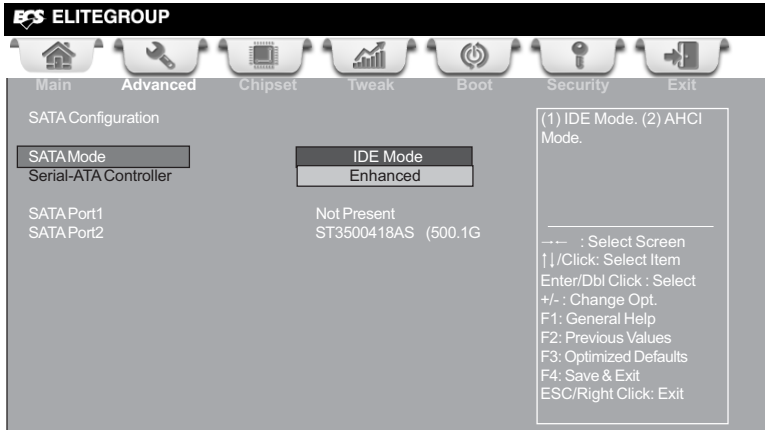 ECS ELITEGROUP
Main Advanced Chipset Tweak Boot Security Exit
SATA Configuration
SATA Mode IDE Mode
Serial-ATA Controller Enhanced
SATA Port1 Not Present
SATA Port2 ST3500418AS (500.1G
(1) IDE Mode. (2) AHCI
Mode.
→← : Select Screen
↑↓/Click: Select Item
Enter/Dbl Click : Select
+/- : Change Opt.
F1: General Help
F2: Previous Values
F3: Optimized Defaults
F4: Save & Exit
ESC/Right Click: Exit